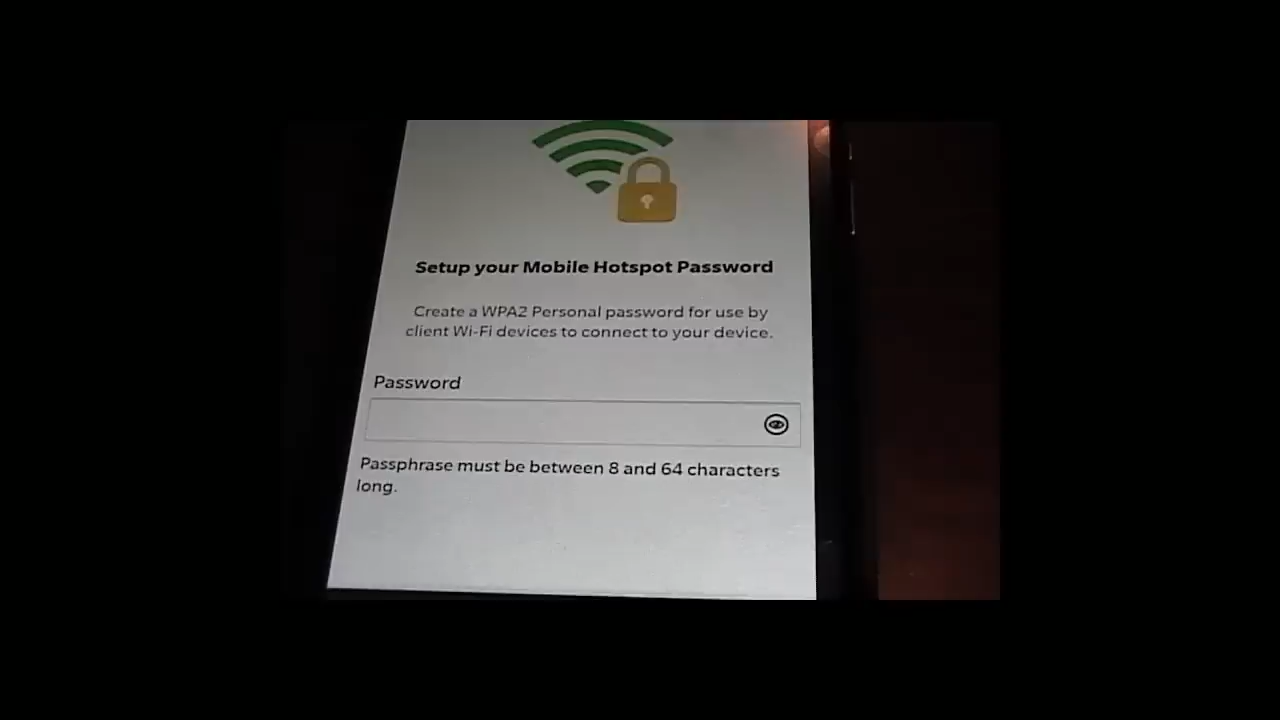 Setup your Mobile Hotspot Password
Create a WPA2 Personal password for use by
client Wi-Fi devices to connect to your device.
Password
Passphrase must be between 8 and 64 characters
long.